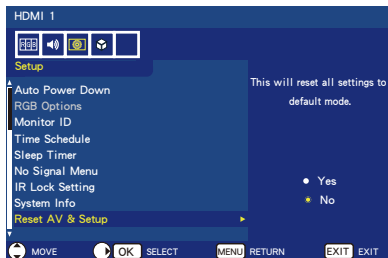 HDMI 1
RGB
Setup
Auto Power Down
RGB Options
Monitor ID
Time Schedule
Sleep Timer
No Signal Menu
IR Lock Setting
System Info
Reset AV & Setup
This will reset all settings to
default mode.
Yes
No
MOVE OK SELECT MENU RETURN EXIT EXIT